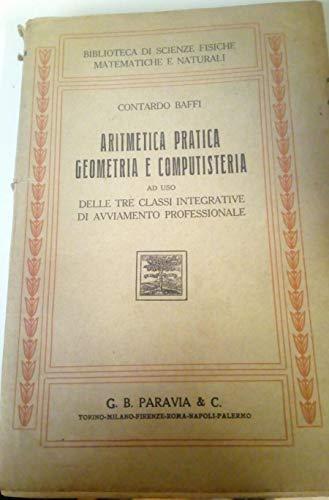 BIBLIOTECA DI SCIENZE FISICHE
MATEMATICHE E NATURALI
CONTARDO BAFFI
ARITMETICA PRATICA
GEOMETRIA E COMPUTISTERIA
AD USO
DELLE TRE CLASSI INTEGRATIVE
DI AVVIAMENTO PROFESSIONALE
G. B. PARAVIA & C.
TORINO-MILANO-FIRENZE-ROMA-NAPOLI-PALERMO